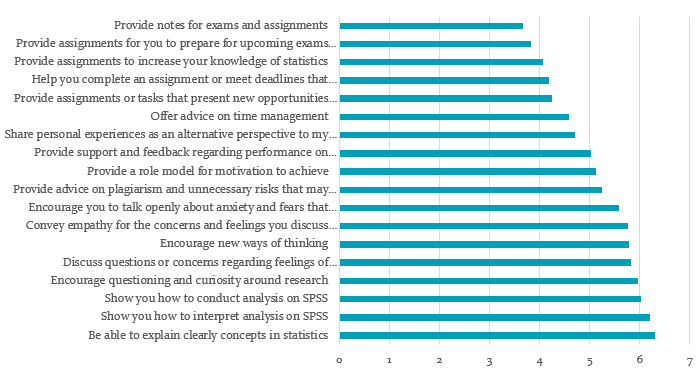 Provide notes for exams and assignments
Provide assignments for you to prepare for upcoming exams...
Provide assignments to increase your knowledge of statistics
Help you complete an assignment or meet deadlines that...
Provide assignments or tasks that present new opportunities...
Offer advice on time management
Share personal experiences as an alternative perspective to my...
Provide support and feedback regarding performance on...
Provide a role model for motivation to achieve
Provide advice on plagiarism and unnecessary risks that may...
Encourage you to talk openly about anxiety and fears that...
Convey empathy for the concerns and feelings you discuss...
Encourage new ways of thinking
Discuss questions or concerns regarding feelings of...
Encourage questioning and curiosity around research
Show you how to conduct analysis on SPSS
Show you how to interpret analysis on SPSS
Be able to explain clearly concepts in statistics
0 1 2 3 4 5 6 7